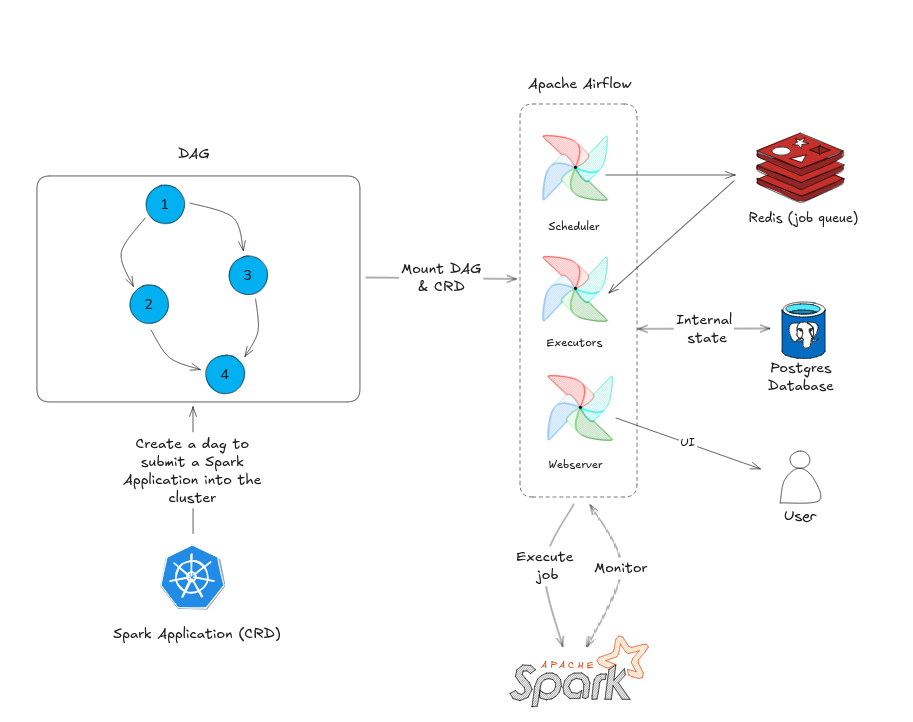 Apache Airflow
DAG
1
3
2
4
Mount DAG
& CRD
Scheduler
Redis (job queue)
Executors
Internal
state
Postgres
Database
Create a dag to
submit a Spark
Application into the
cluster
Webserver
UI
User
Execute
job
Monitor
Spark Application (CRD)
APACHE
Spark